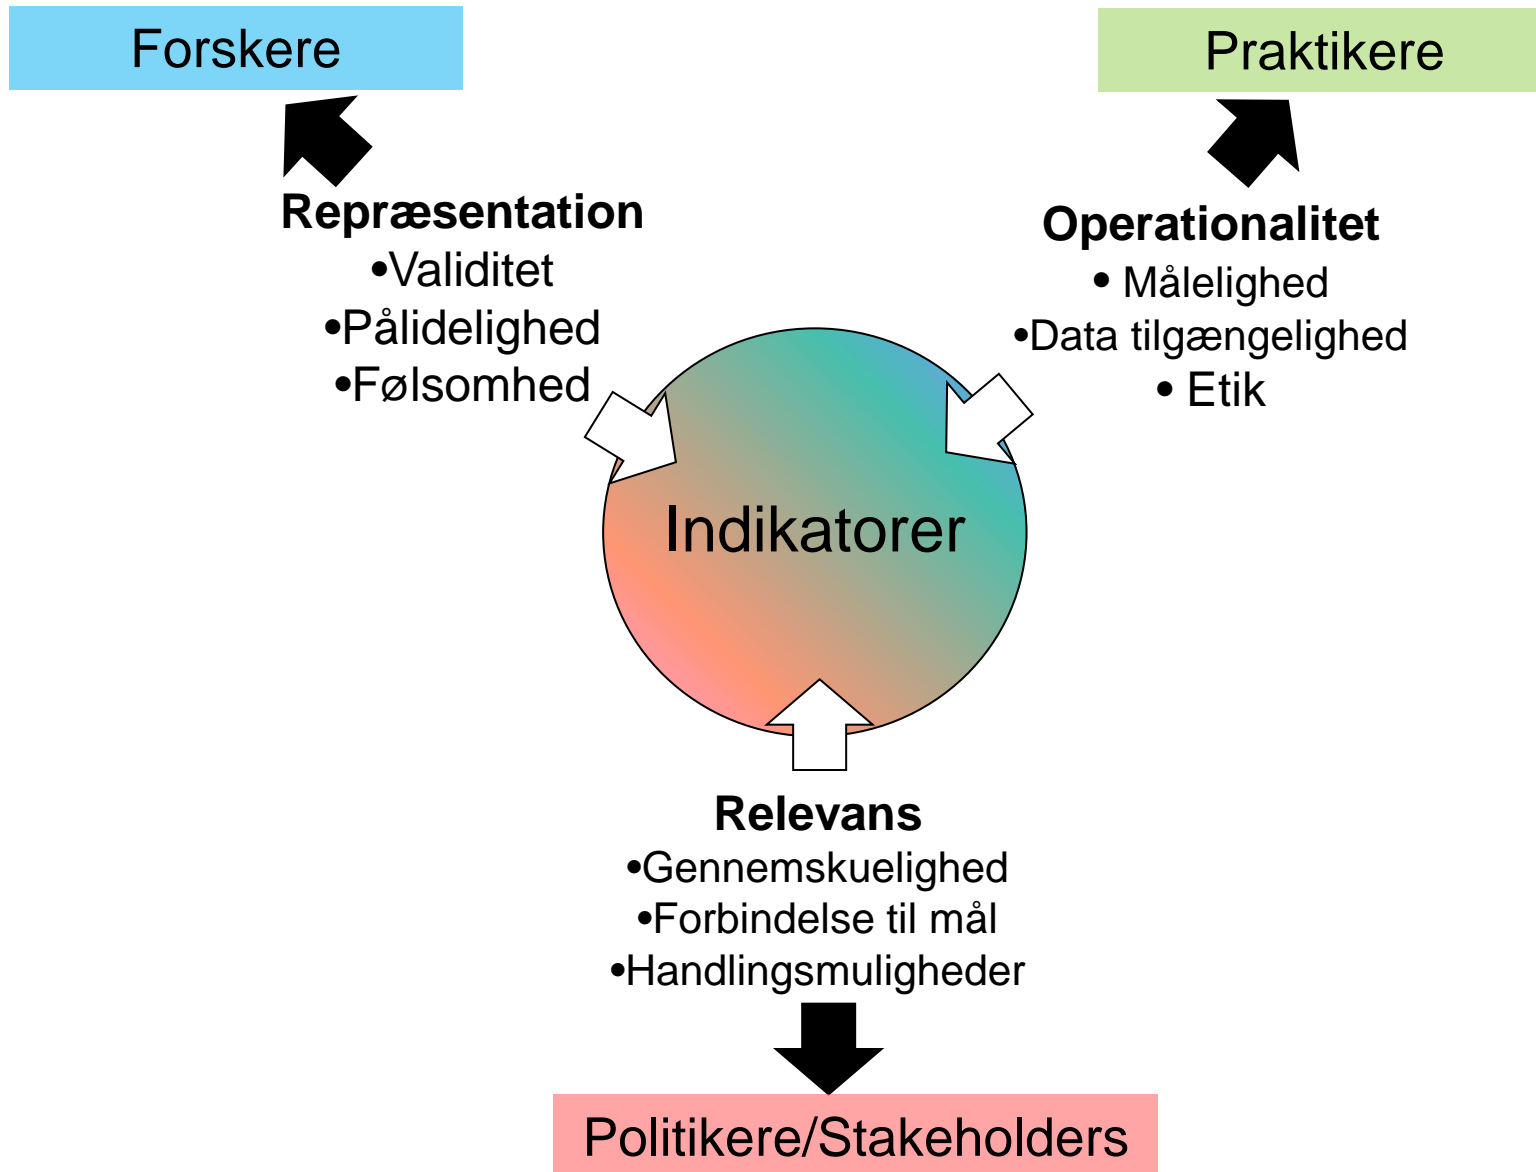 Forskere
Praktikere
Repræsentation
•Validitet
•Pålidelighed
•Følsomhed
Operationalitet
• Målelighed
•Data tilgængelighed
• Etik
Indikatorer
Relevans
•Gennemskuelighed
•Forbindelse til mål
•Handlingsmuligheder
Politikere/Stakeholders